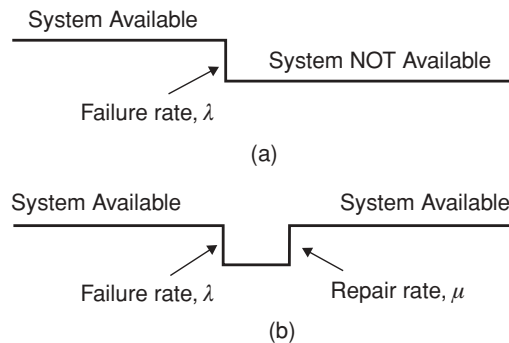 System Available
System NOT Available
Failure rate, λ
(a)
System Available
System Available
Failure rate, λ
Repair rate, μ
(b)